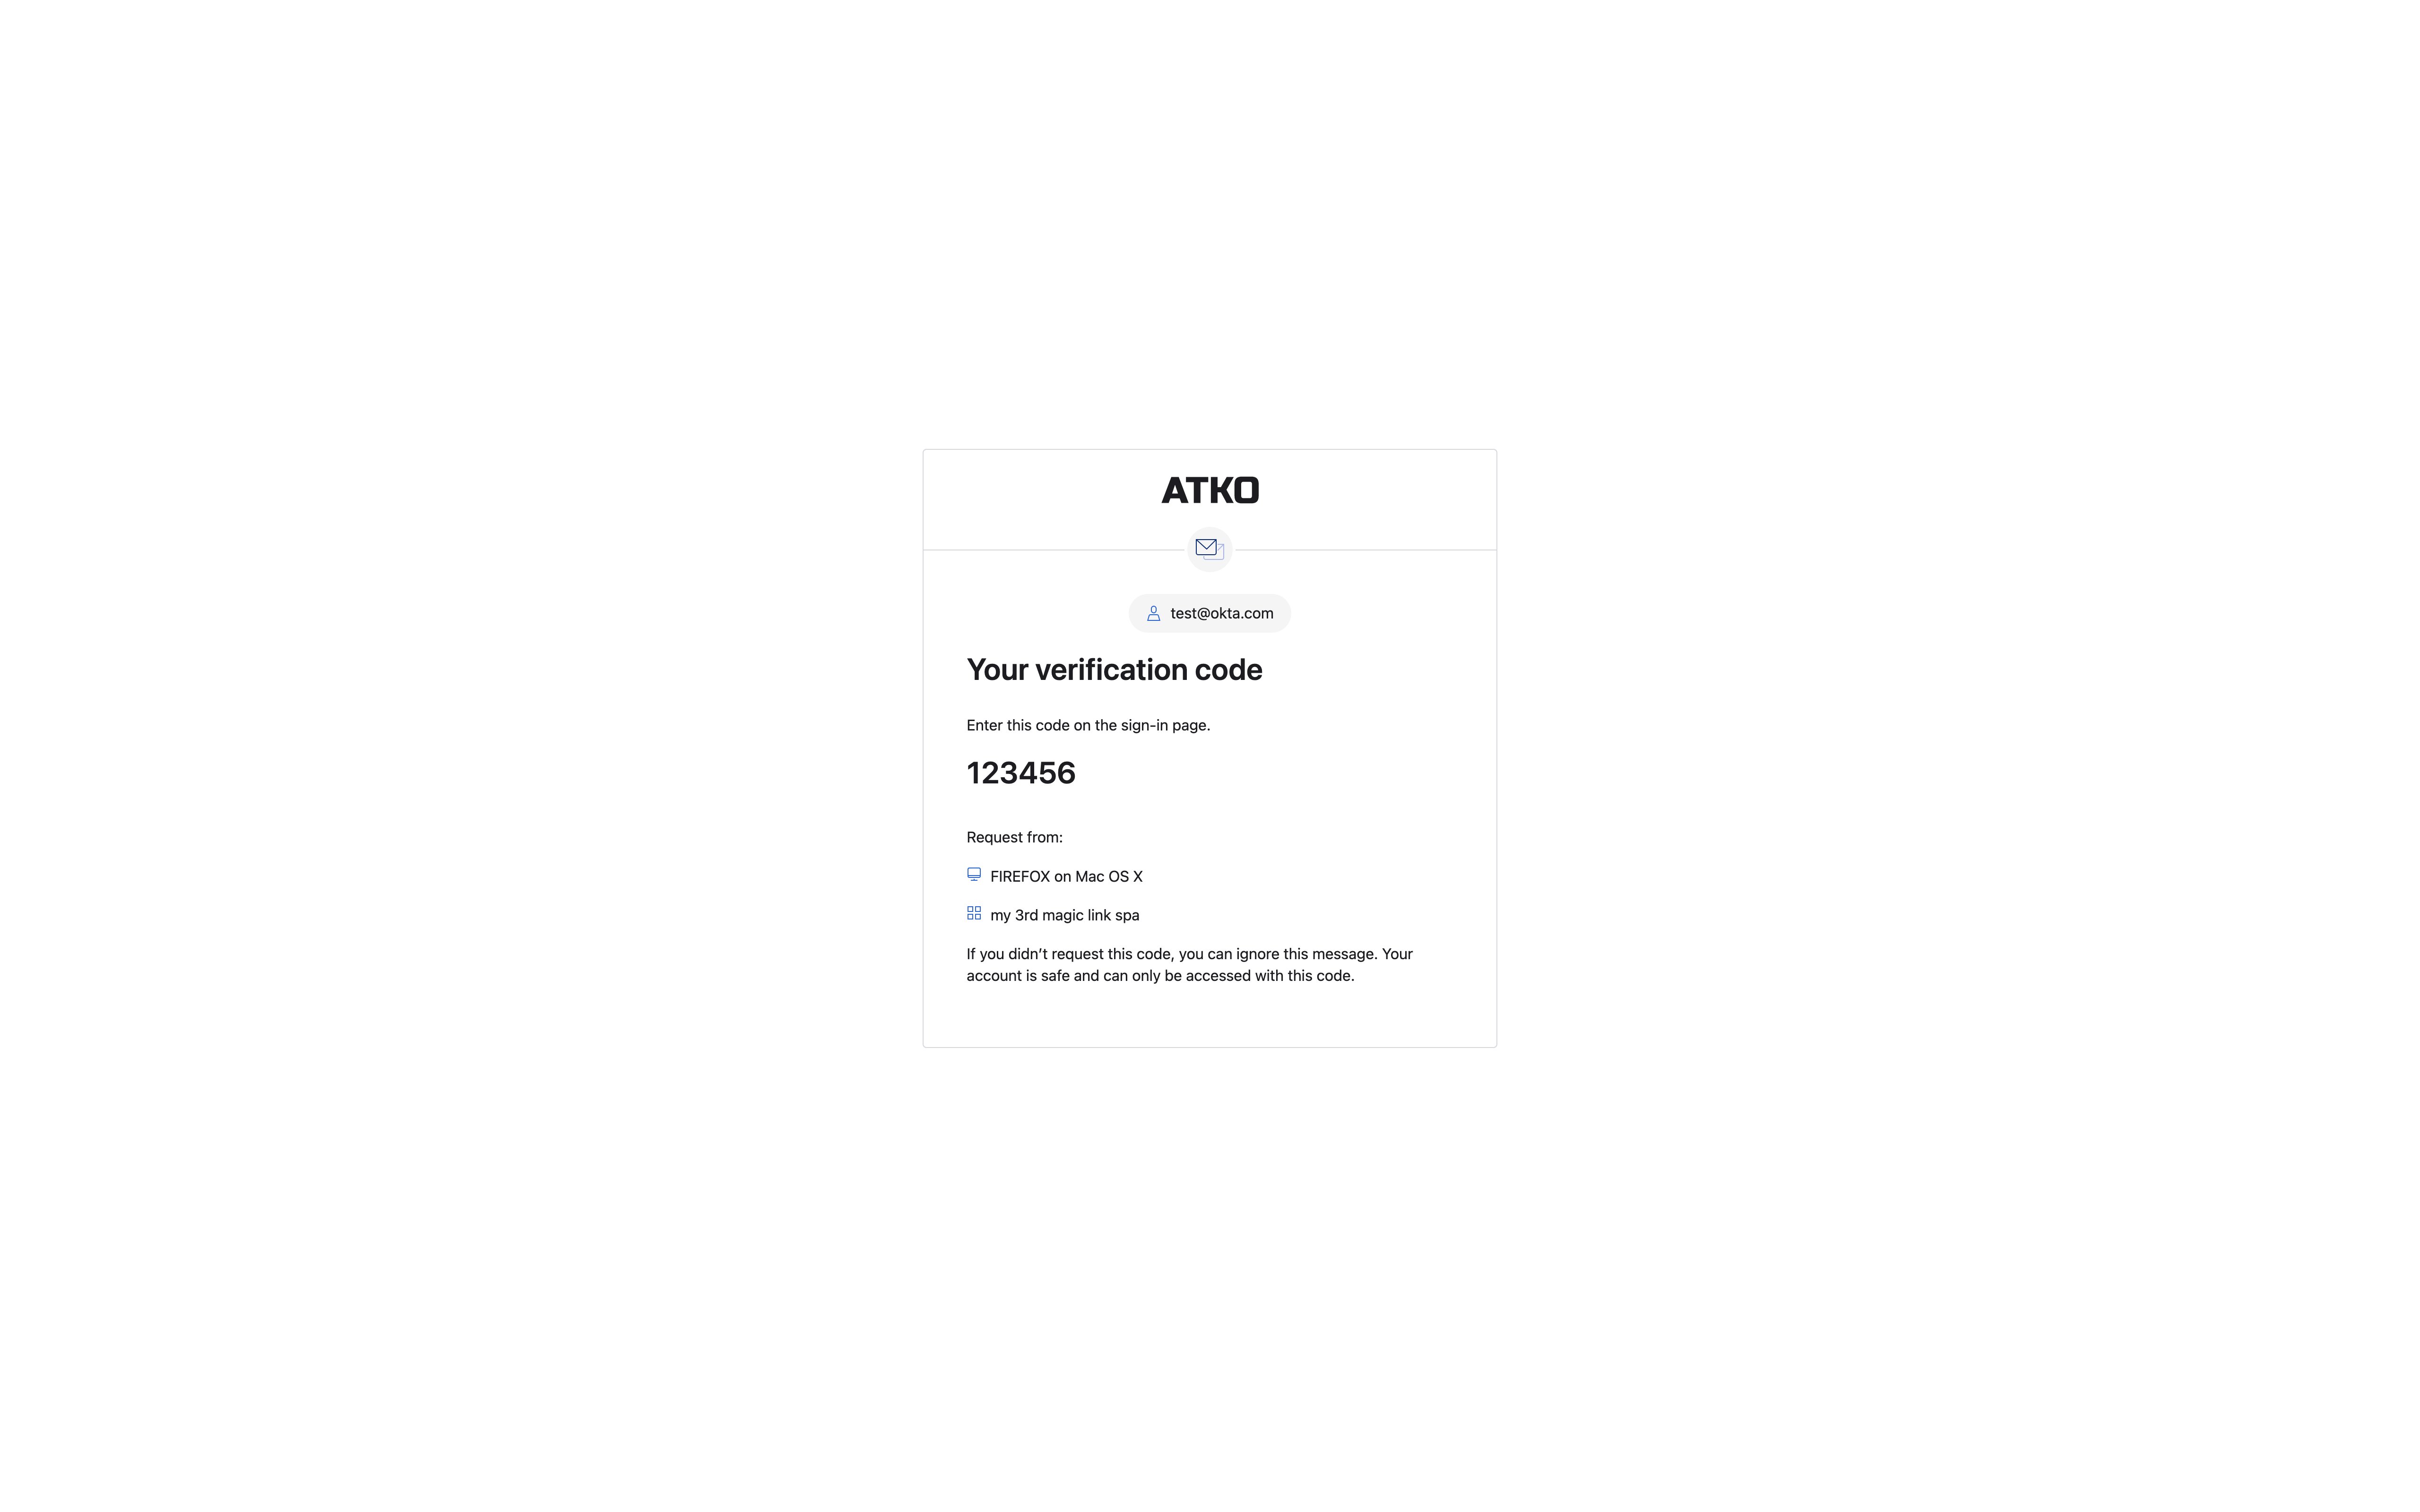 ATKO
test@okta.com
Your verification code
Enter this code on the sign-in page.
123456
Request from:
FIREFOX on Mac OS X
my 3rd magic link spa
If you didn't request this code, you can ignore this message. Your
account is safe and can only be accessed with this code.